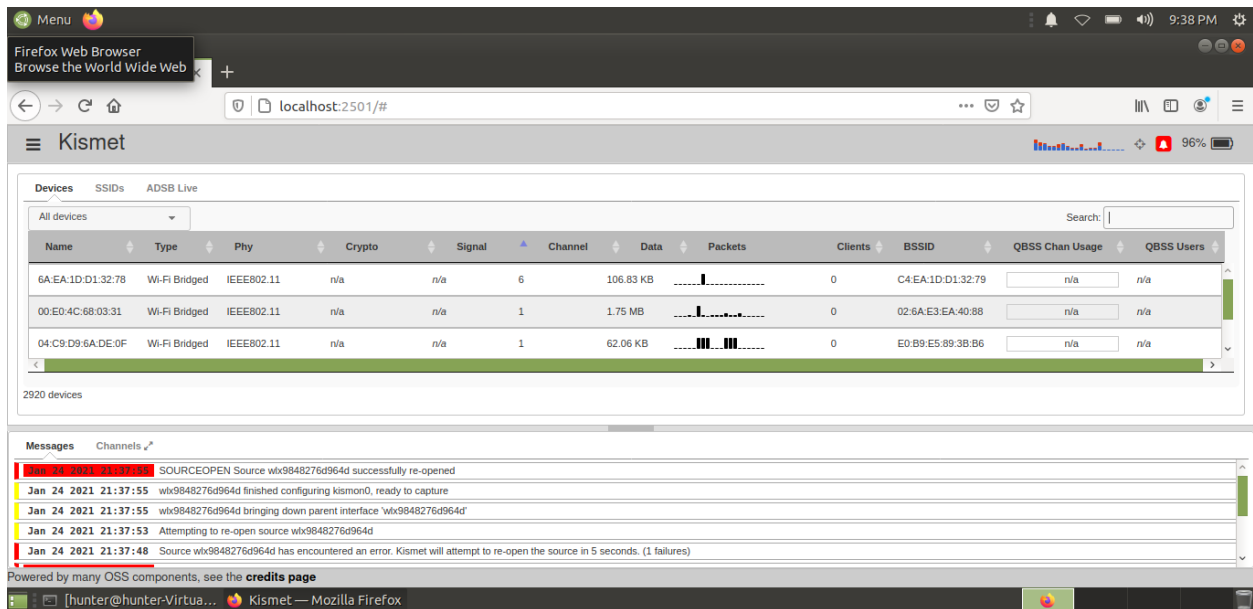 Menu
9:38 PM
Firefox Web Browser
Browse the World Wide Web
localhost:2501/#
Kismet
96%
Devices SSIDs ADSB Live
All devices
Search:
Name Type Phy Crypto Signal Channel Data Packets Clients BSSID QBSS Chan Usage QBSS Users
6A:EA:1D:D1:32:78 Wi-Fi Bridged IEEE802.11 n/a n/a 6 106.83 KB 0 C4:EA:1D:D1:32:79 n/a n/a
00:E0:4C:68:03:31 Wi-Fi Bridged IEEE802.11 n/a n/a 1 1.75 MB 0 02:6A:E3:EA:40:88 n/a n/a
04:C9:D9:6A:DE:0F Wi-Fi Bridged IEEE802.11 n/a n/a 1 62.06 KB 0 E0:B9:E5:89:3B:B6 n/a n/a
2920 devices
Messages Channels
Jan 24 2021 21:37:55 SOURCEOPEN Source wlx9848276d964d successfully re-opened
Jan 24 2021 21:37:55 wlx9848276d964d finished configuring kismon0, ready to capture
Jan 24 2021 21:37:55 wlx9848276d964d bringing down parent interface 'wlx9848276d964d'
Jan 24 2021 21:37:53 Attempting to re-open source wlx9848276d964d
Jan 24 2021 21:37:48 Source wlx9848276d964d has encountered an error. Kismet will attempt to re-open the source in 5 seconds. (1 failures)
Powered by many OSS components, see the credits page
[hunter@hunter-Virtua... Kismet — Mozilla Firefox